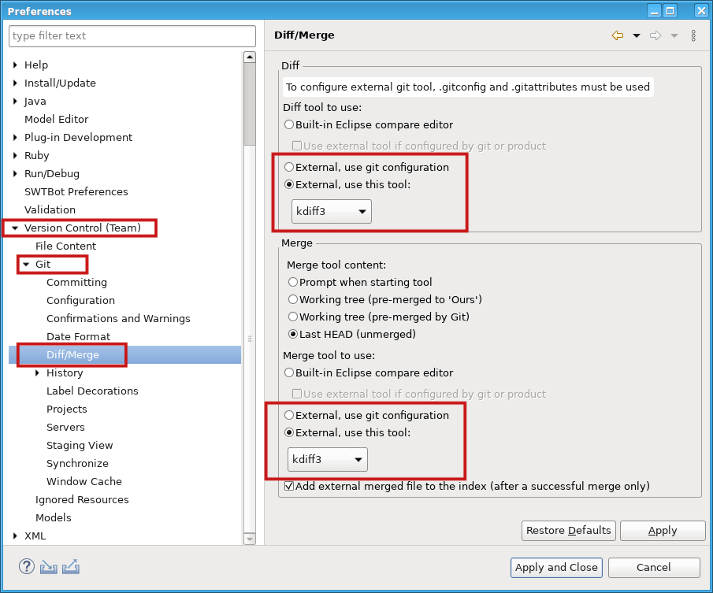 Preferences
type filter text
Help
Install/Update
Java
Model Editor
Plug-in Development
Ruby
Run/Debug
SWTBot Preferences
Validation
Version Control (Team)
File Content
Git
Committing
Configuration
Confirmations and Warnings
Date Format
Diff/Merge
History
Label Decorations
Projects
Servers
Staging View
Synchronize
Window Cache
Ignored Resources
Models
XML
Diff/Merge
Diff
To configure external git tool, .gitconfig and .gitattributes must be used
Diff tool to use:
Built-in Eclipse compare editor
Use external tool if configured by git or product
External, use git configuration
External, use this tool:
kdiff3
Merge
Merge tool content:
Prompt when starting tool
Working tree (pre-merged to 'Ours')
Working tree (pre-merged by Git)
Last HEAD (unmerged)
Merge tool to use:
Built-in Eclipse compare editor
Use external tool if configured by git or product
External, use git configuration
External, use this tool:
kdiff3
Add external merged file to the index (after a successful merge only)
Restore Defaults
Apply
Apply and Close
Cancel